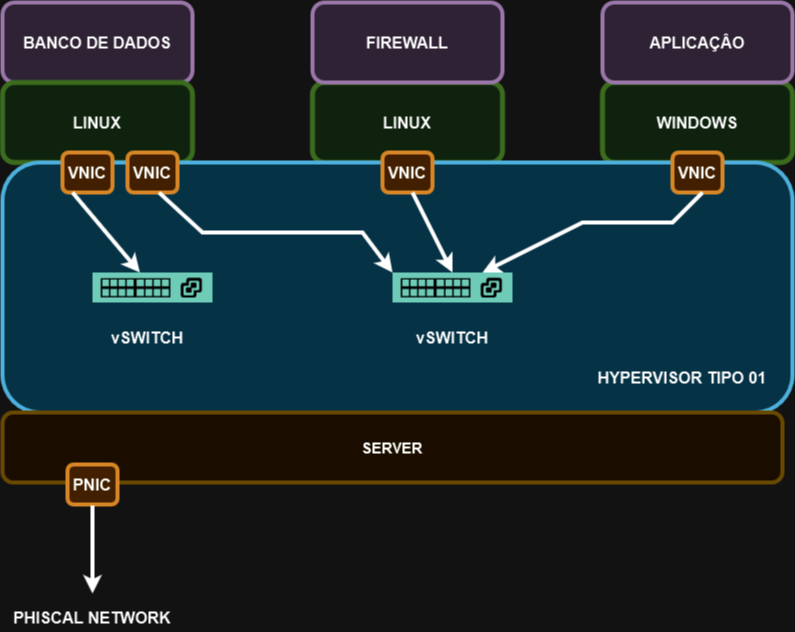 BANCO DE DADOS
FIREWALL
APLICAÇÂO
LINUX
LINUX
WINDOWS
VNIC
VNIC
VNIC
VNIC
vSWITCH
vSWITCH
HYPERVISOR TIPO 01
SERVER
PNIC
PHISCAL NETWORK